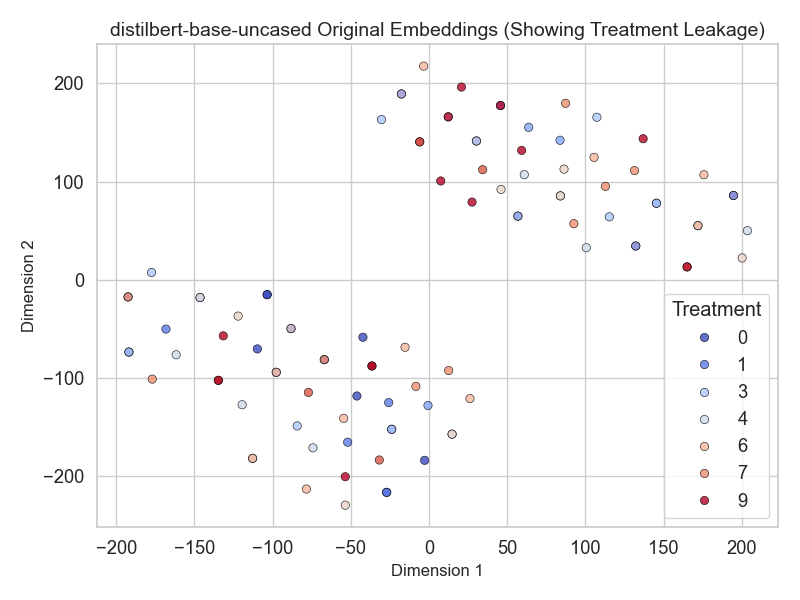 distilbert-base-uncased Original Embeddings (Showing Treatment Leakage)
Dimension 2
200
100
0
−100
−200
Treatment
0
1
3
4
6
7
9
−200 −150 −100 −50 0 50 100 150 200
Dimension 1